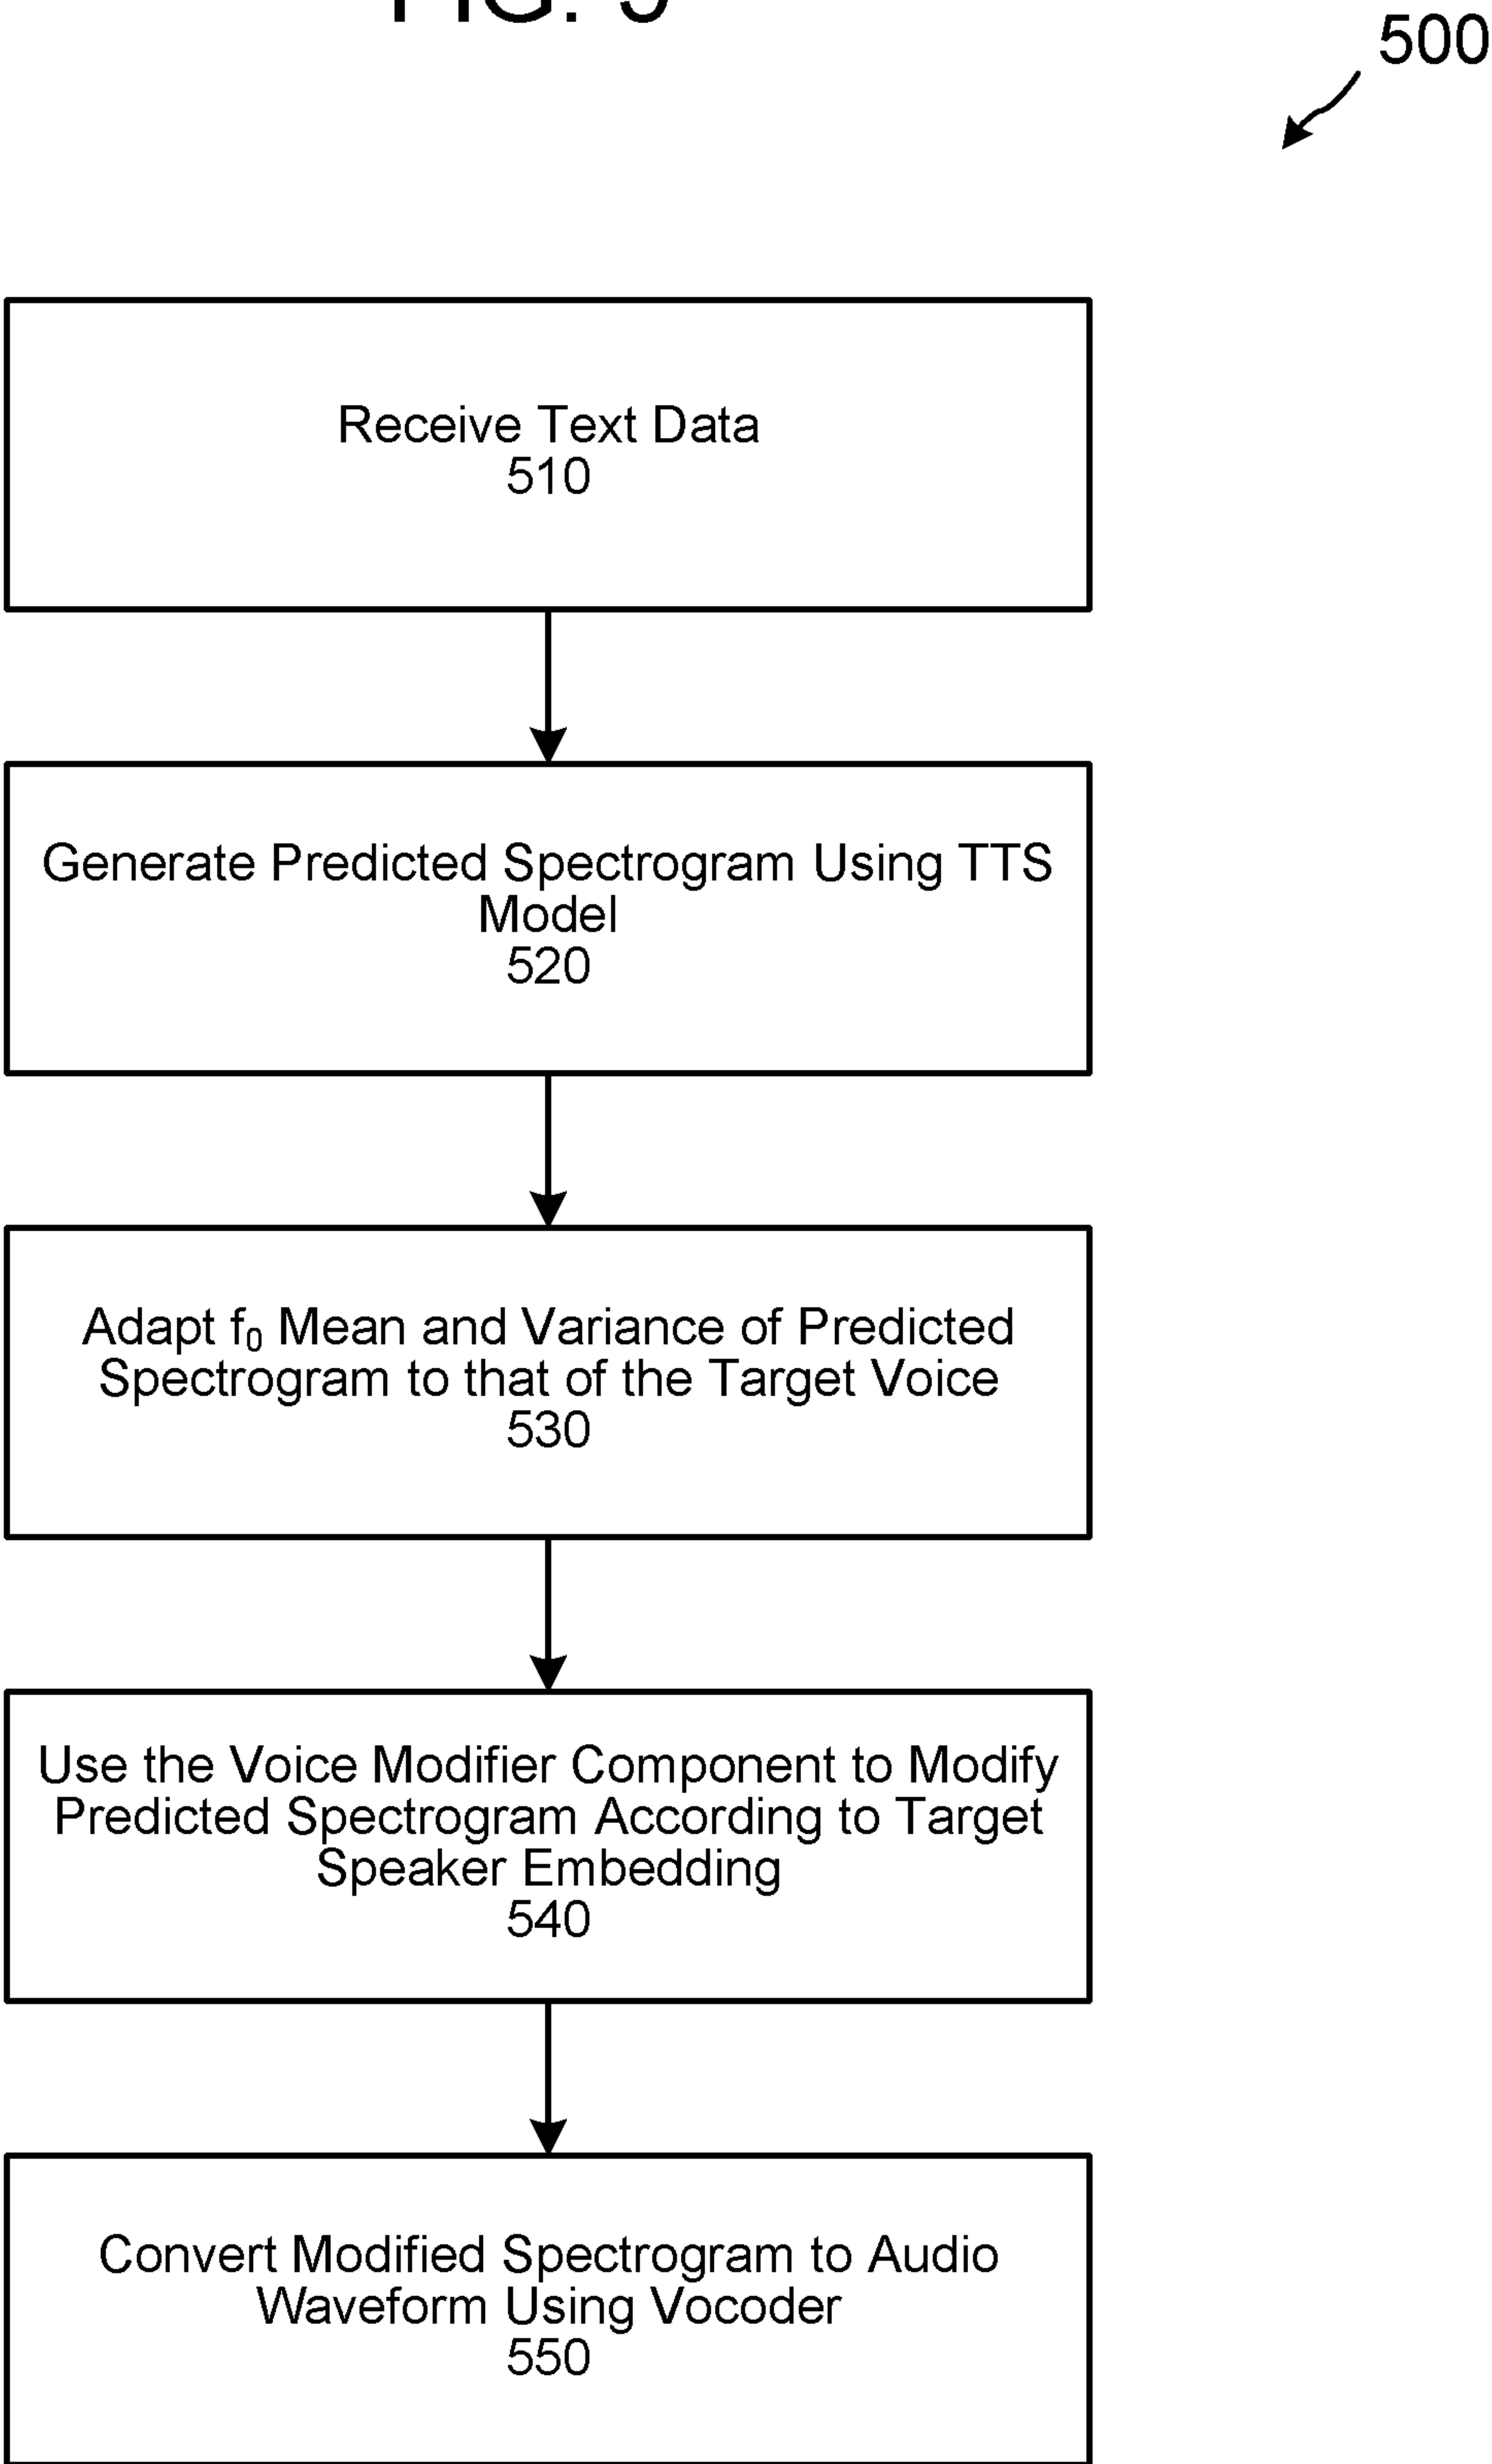 FIG. 5
500
Receive Text Data
510
Generate Predicted Spectrogram Using TTS
Model
520
Adapt f₀ Mean and Variance of Predicted
Spectrogram to that of the Target Voice
530
Use the Voice Modifier Component to Modify
Predicted Spectrogram According to Target
Speaker Embedding
540
Convert Modified Spectrogram to Audio
Waveform Using Vocoder
550